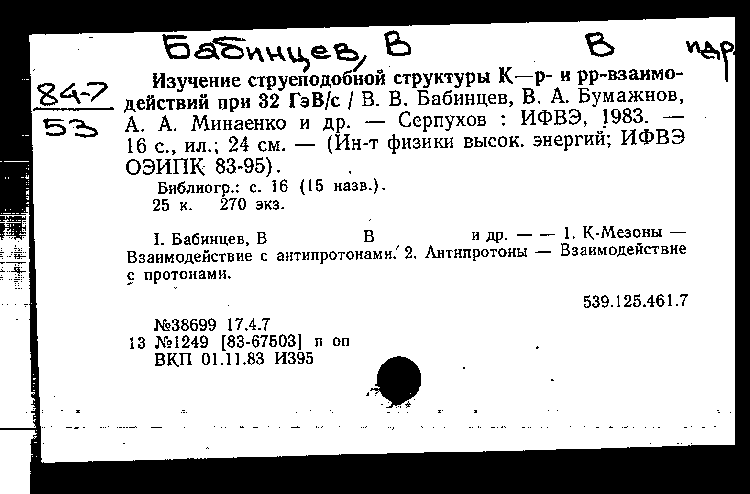 Бабинцев, В В и др
84-7
53
Изучение струеподобной структуры К—р- и рр-взаимо-
действий при 32 ГэВ/с / В. В. Бабинцев, В. А. Бумажнов,
А. А. Минаенко и др. — Серпухов : ИФВЭ, 1983. —
16 с., ил.; 24 см. — (Ин-т физики высок. энергий; ИФВЭ
ОЭИПК 83-95).
Библиогр.: с. 16 (15 назв.).
25 к. 270 экз.
I. Бабинцев, В В и др. — — 1. К-Мезоны —
Взаимодействие с антипротонами. 2. Антипротоны — Взаимодействие
с протонами.
539.125.461.7
№38699 17.4.7
13 №1249 [83-67503] п оп
ВКП 01.11.83 И395